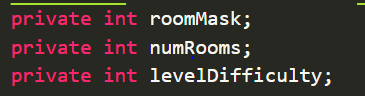 private int roomMask;
private int numRooms;
private int levelDifficulty;